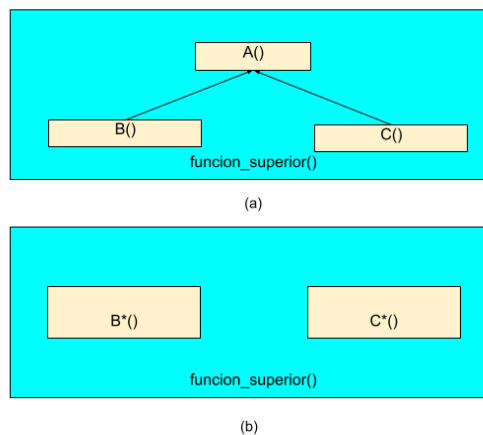 A()
B()
C()
funcion_superior()
(a)
B*()
C*()
funcion_superior()
(b)